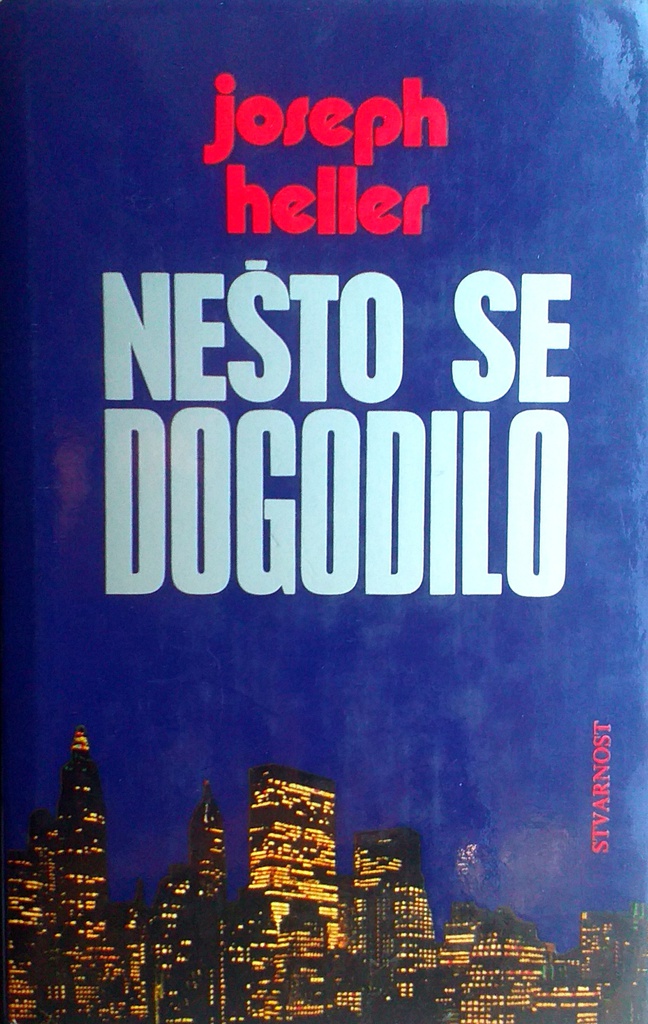 joseph
heller
NEŠTO SE
DOGODILO
STVARNOST